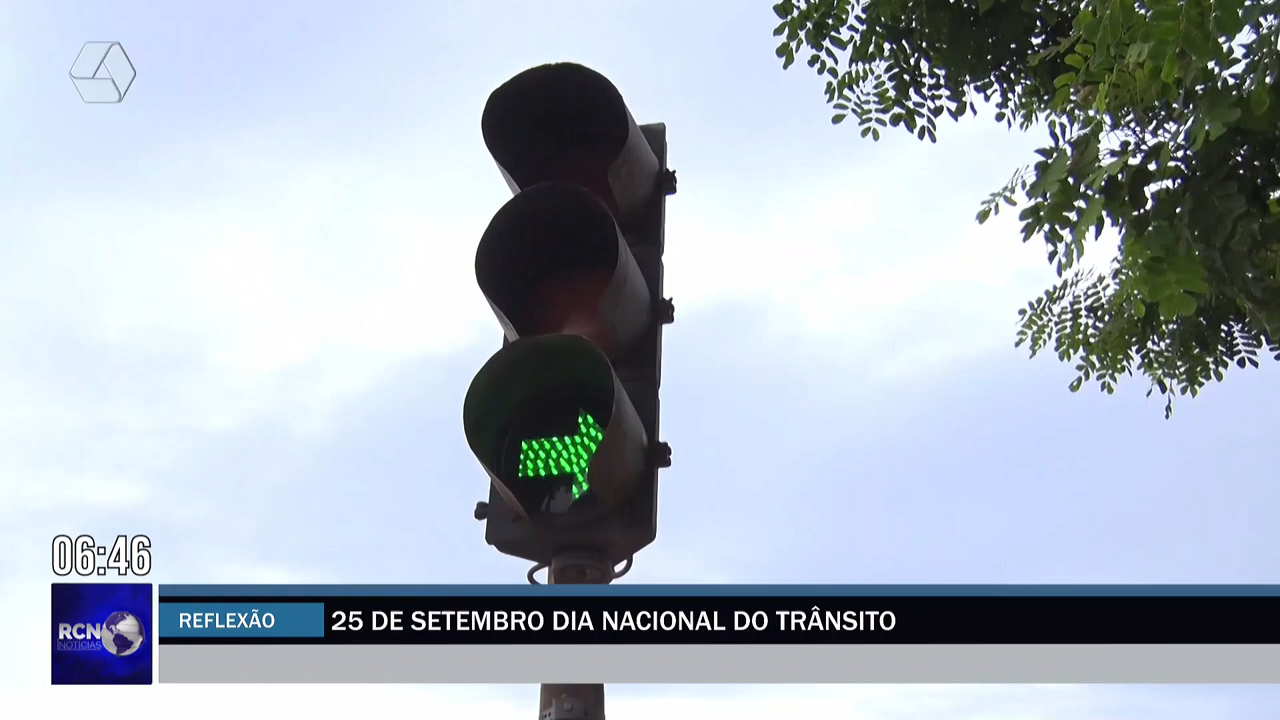 06:46
RCN
NOTÍCIAS
REFLEXÃO
25 DE SETEMBRO DIA NACIONAL DO TRÂNSITO